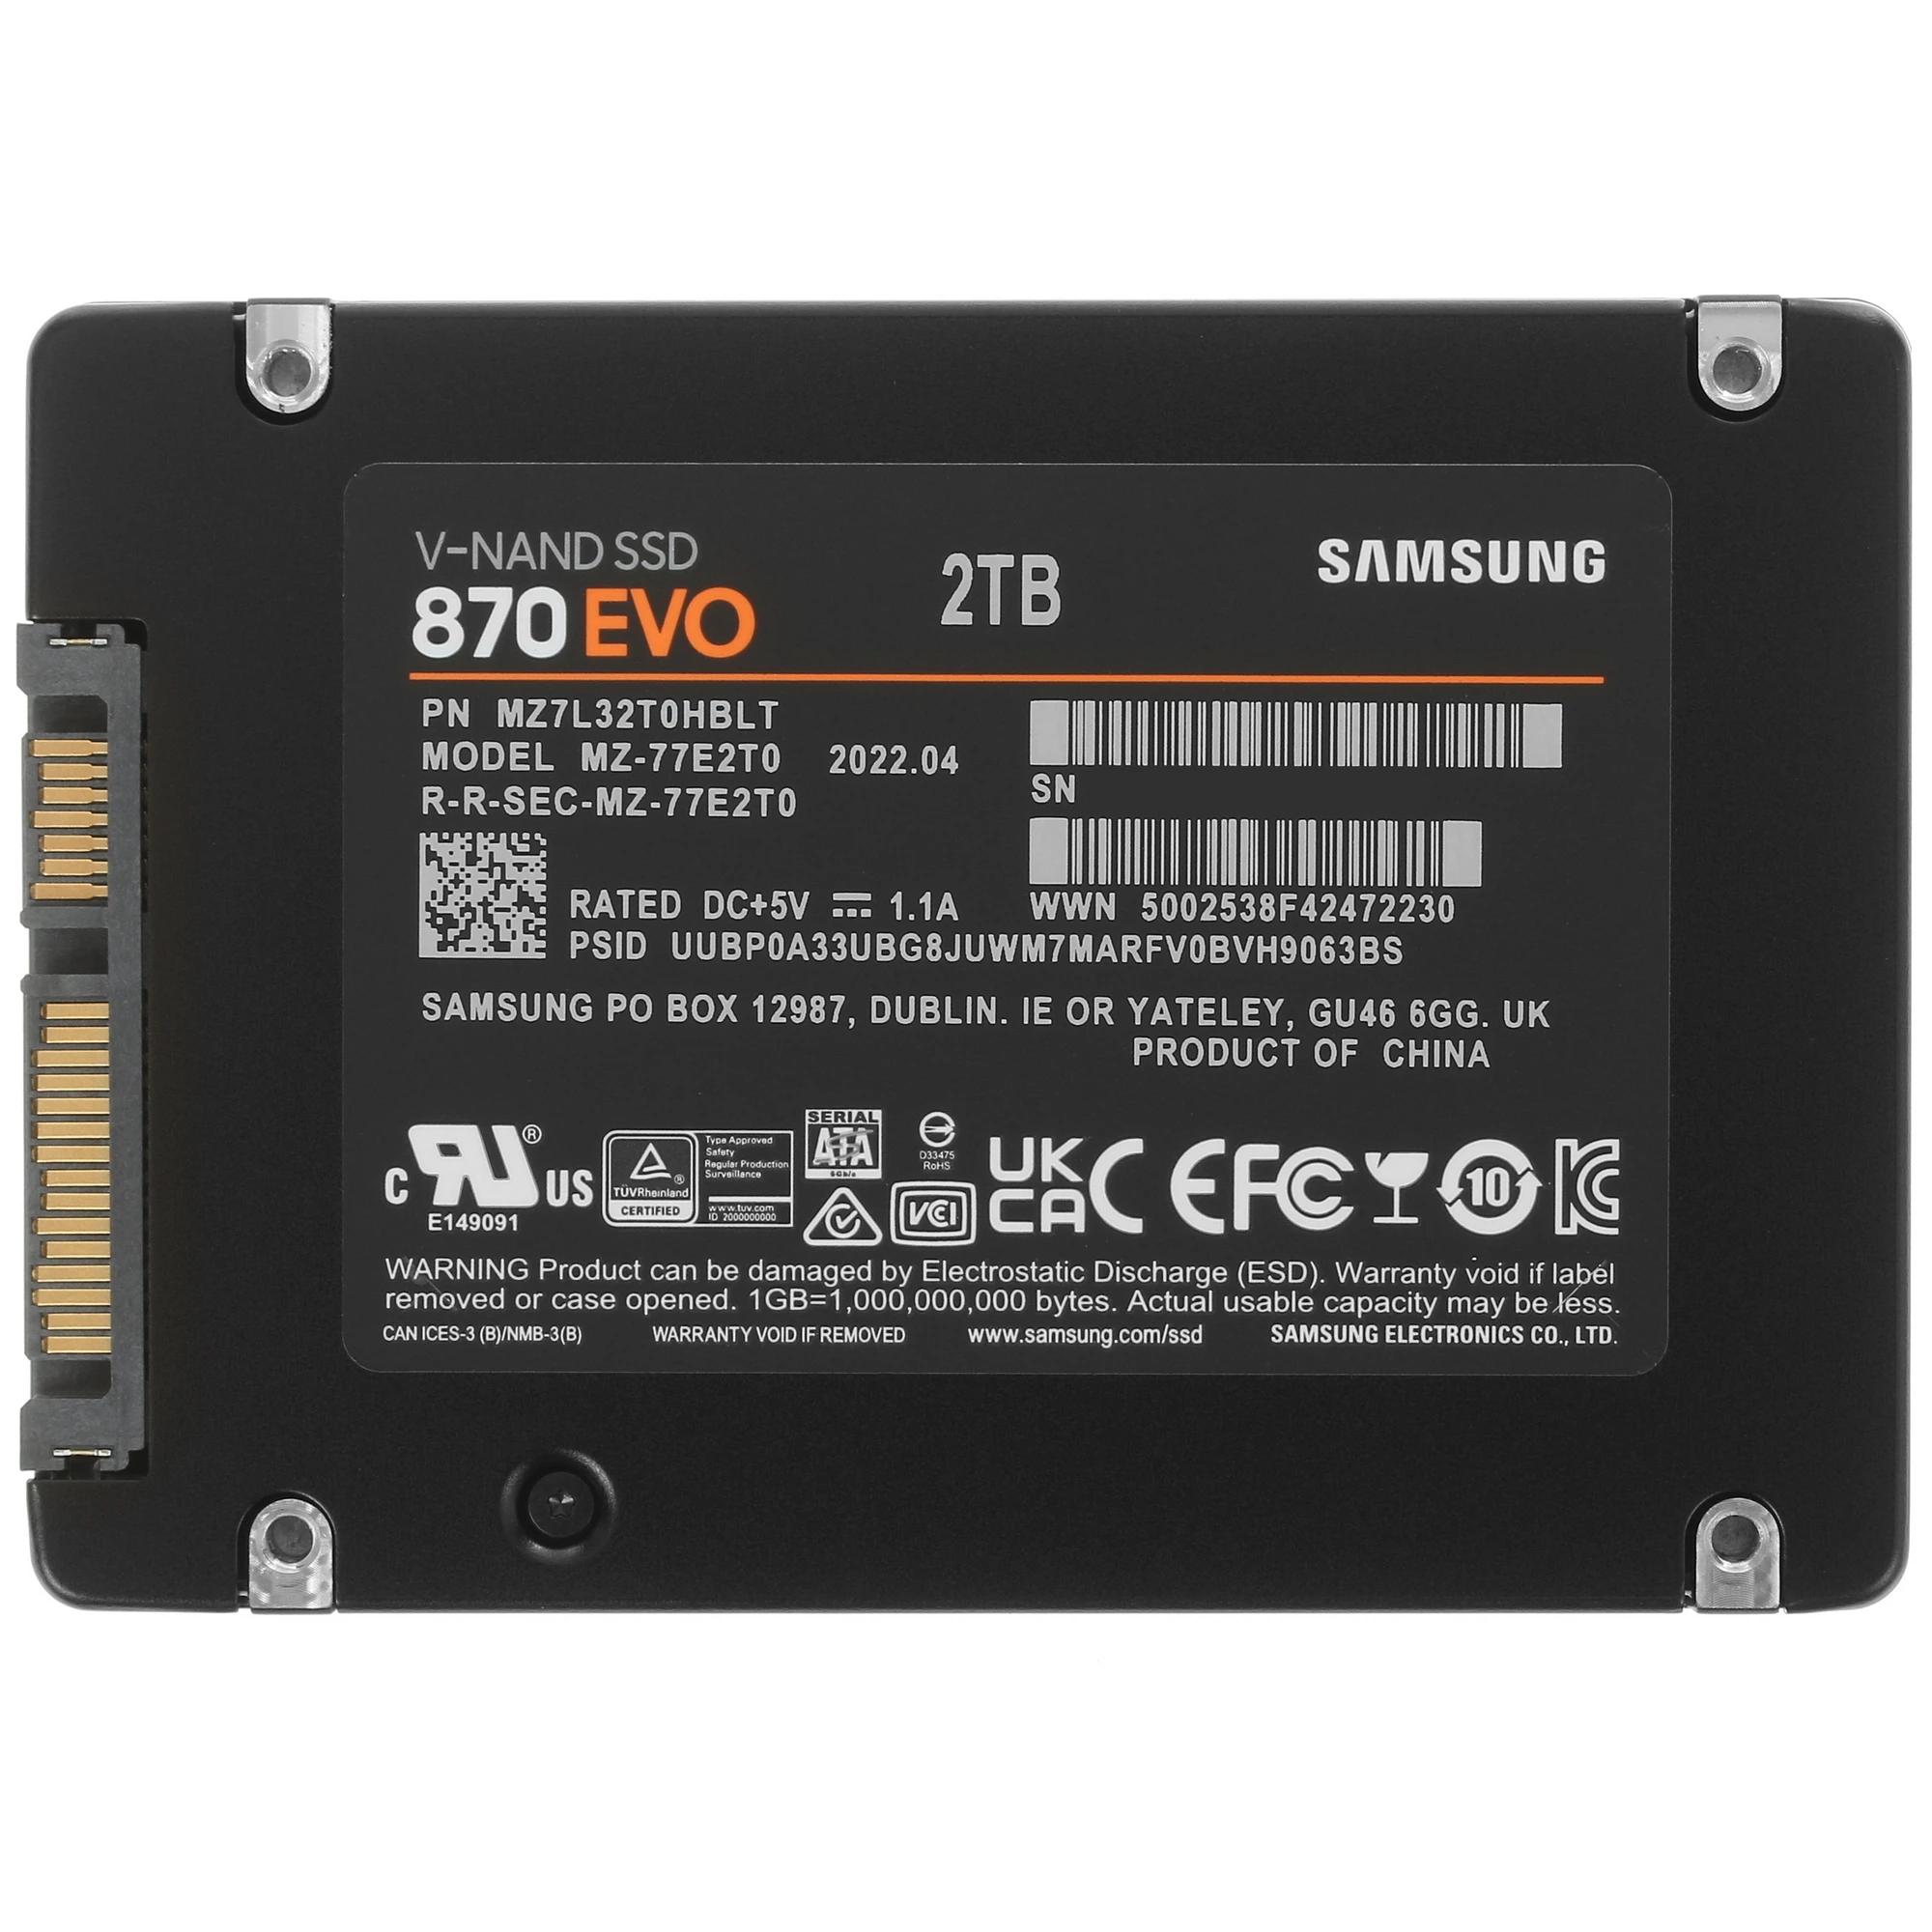 V-NAND SSD
870 EVO
2TB
SAMSUNG
PN MZ7L32T0HBLT
MODEL MZ-77E2T0 2022.04
R-R-SEC-MZ-77E2T0
SN
RATED DC+5V ⎓ 1.1A
WWN 5002538F42472230
PSID UUBP0A33UBG8JUWM7MARFV0BVH9063BS
SAMSUNG PO BOX 12987, DUBLIN. IE OR YATELEY, GU46 6GG. UK
PRODUCT OF CHINA
C RU ® US
E149091
TÜVRheinland ®
CERTIFIED
Type Approved
Safety
Regular Production
Surveillance
www.tuv.com
ID 2000000000
SERIAL
ATA
6Gb/s
D33475
RoHS
VCI
UK
CA
CE FC 10 KC
WARNING Product can be damaged by Electrostatic Discharge (ESD). Warranty void if label
removed or case opened. 1GB=1,000,000,000 bytes. Actual usable capacity may be less.
CAN ICES-3 (B)/NMB-3(B) WARRANTY VOID IF REMOVED www.samsung.com/ssd SAMSUNG ELECTRONICS CO., LTD.